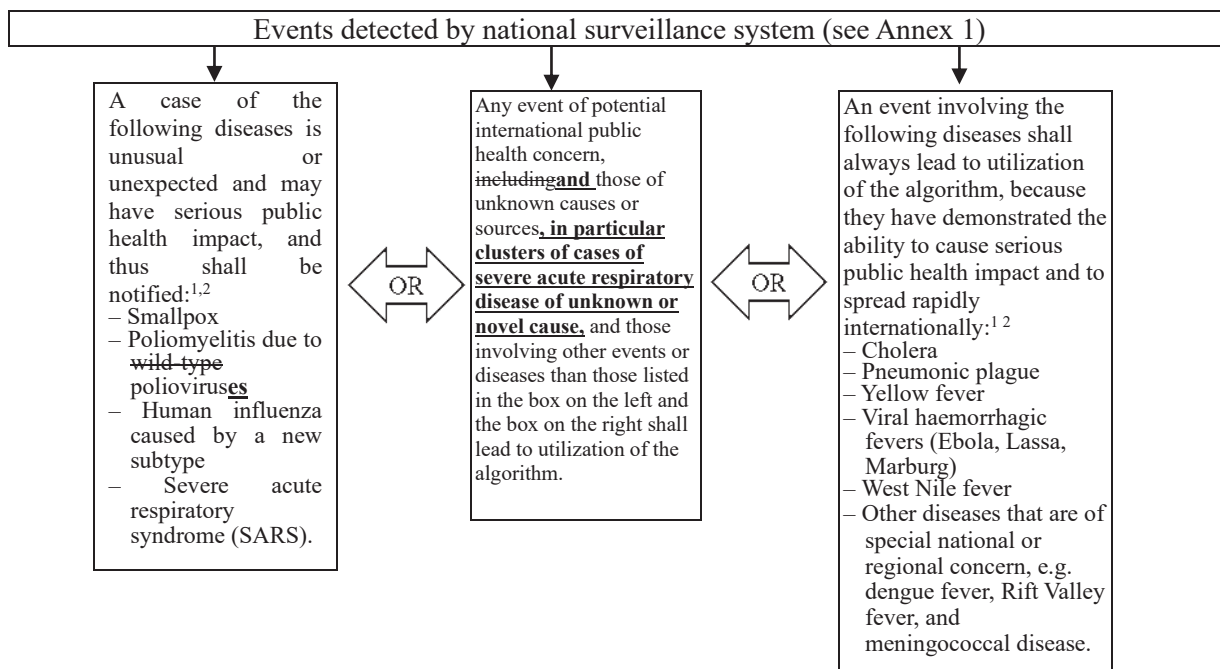 Events detected by national surveillance system (see Annex 1)
A case of the
following diseases is
unusual or
unexpected and may
have serious public
health impact, and
thus shall be
notified:1,2
– Smallpox
– Poliomyelitis due to
wild-type
polioviruses
– Human influenza
caused by a new
subtype
– Severe acute
respiratory
syndrome (SARS).
OR
Any event of potential
international public
health concern,
includingand those of
unknown causes or
sources, in particular
clusters of cases of
severe acute respiratory
disease of unknown or
novel cause, and those
involving other events or
diseases than those listed
in the box on the left and
the box on the right shall
lead to utilization of the
algorithm.
OR
An event involving the
following diseases shall
always lead to utilization
of the algorithm, because
they have demonstrated the
ability to cause serious
public health impact and to
spread rapidly
internationally:1 2
– Cholera
– Pneumonic plague
– Yellow fever
– Viral haemorrhagic
fevers (Ebola, Lassa,
Marburg)
– West Nile fever
– Other diseases that are of
special national or
regional concern, e.g.
dengue fever, Rift Valley
fever, and
meningococcal disease.